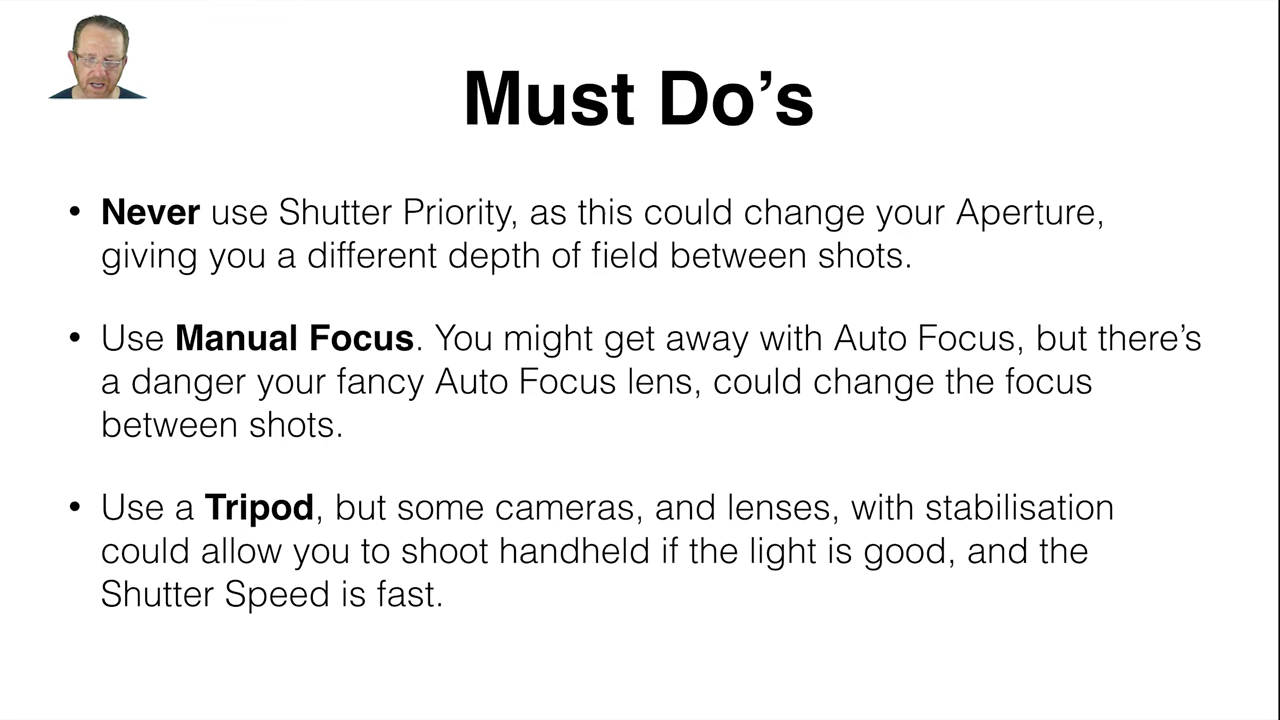 Must Do’s
• Never use Shutter Priority, as this could change your Aperture,
giving you a different depth of field between shots.
• Use Manual Focus. You might get away with Auto Focus, but there’s
a danger your fancy Auto Focus lens, could change the focus
between shots.
• Use a Tripod, but some cameras, and lenses, with stabilisation
could allow you to shoot handheld if the light is good, and the
Shutter Speed is fast.